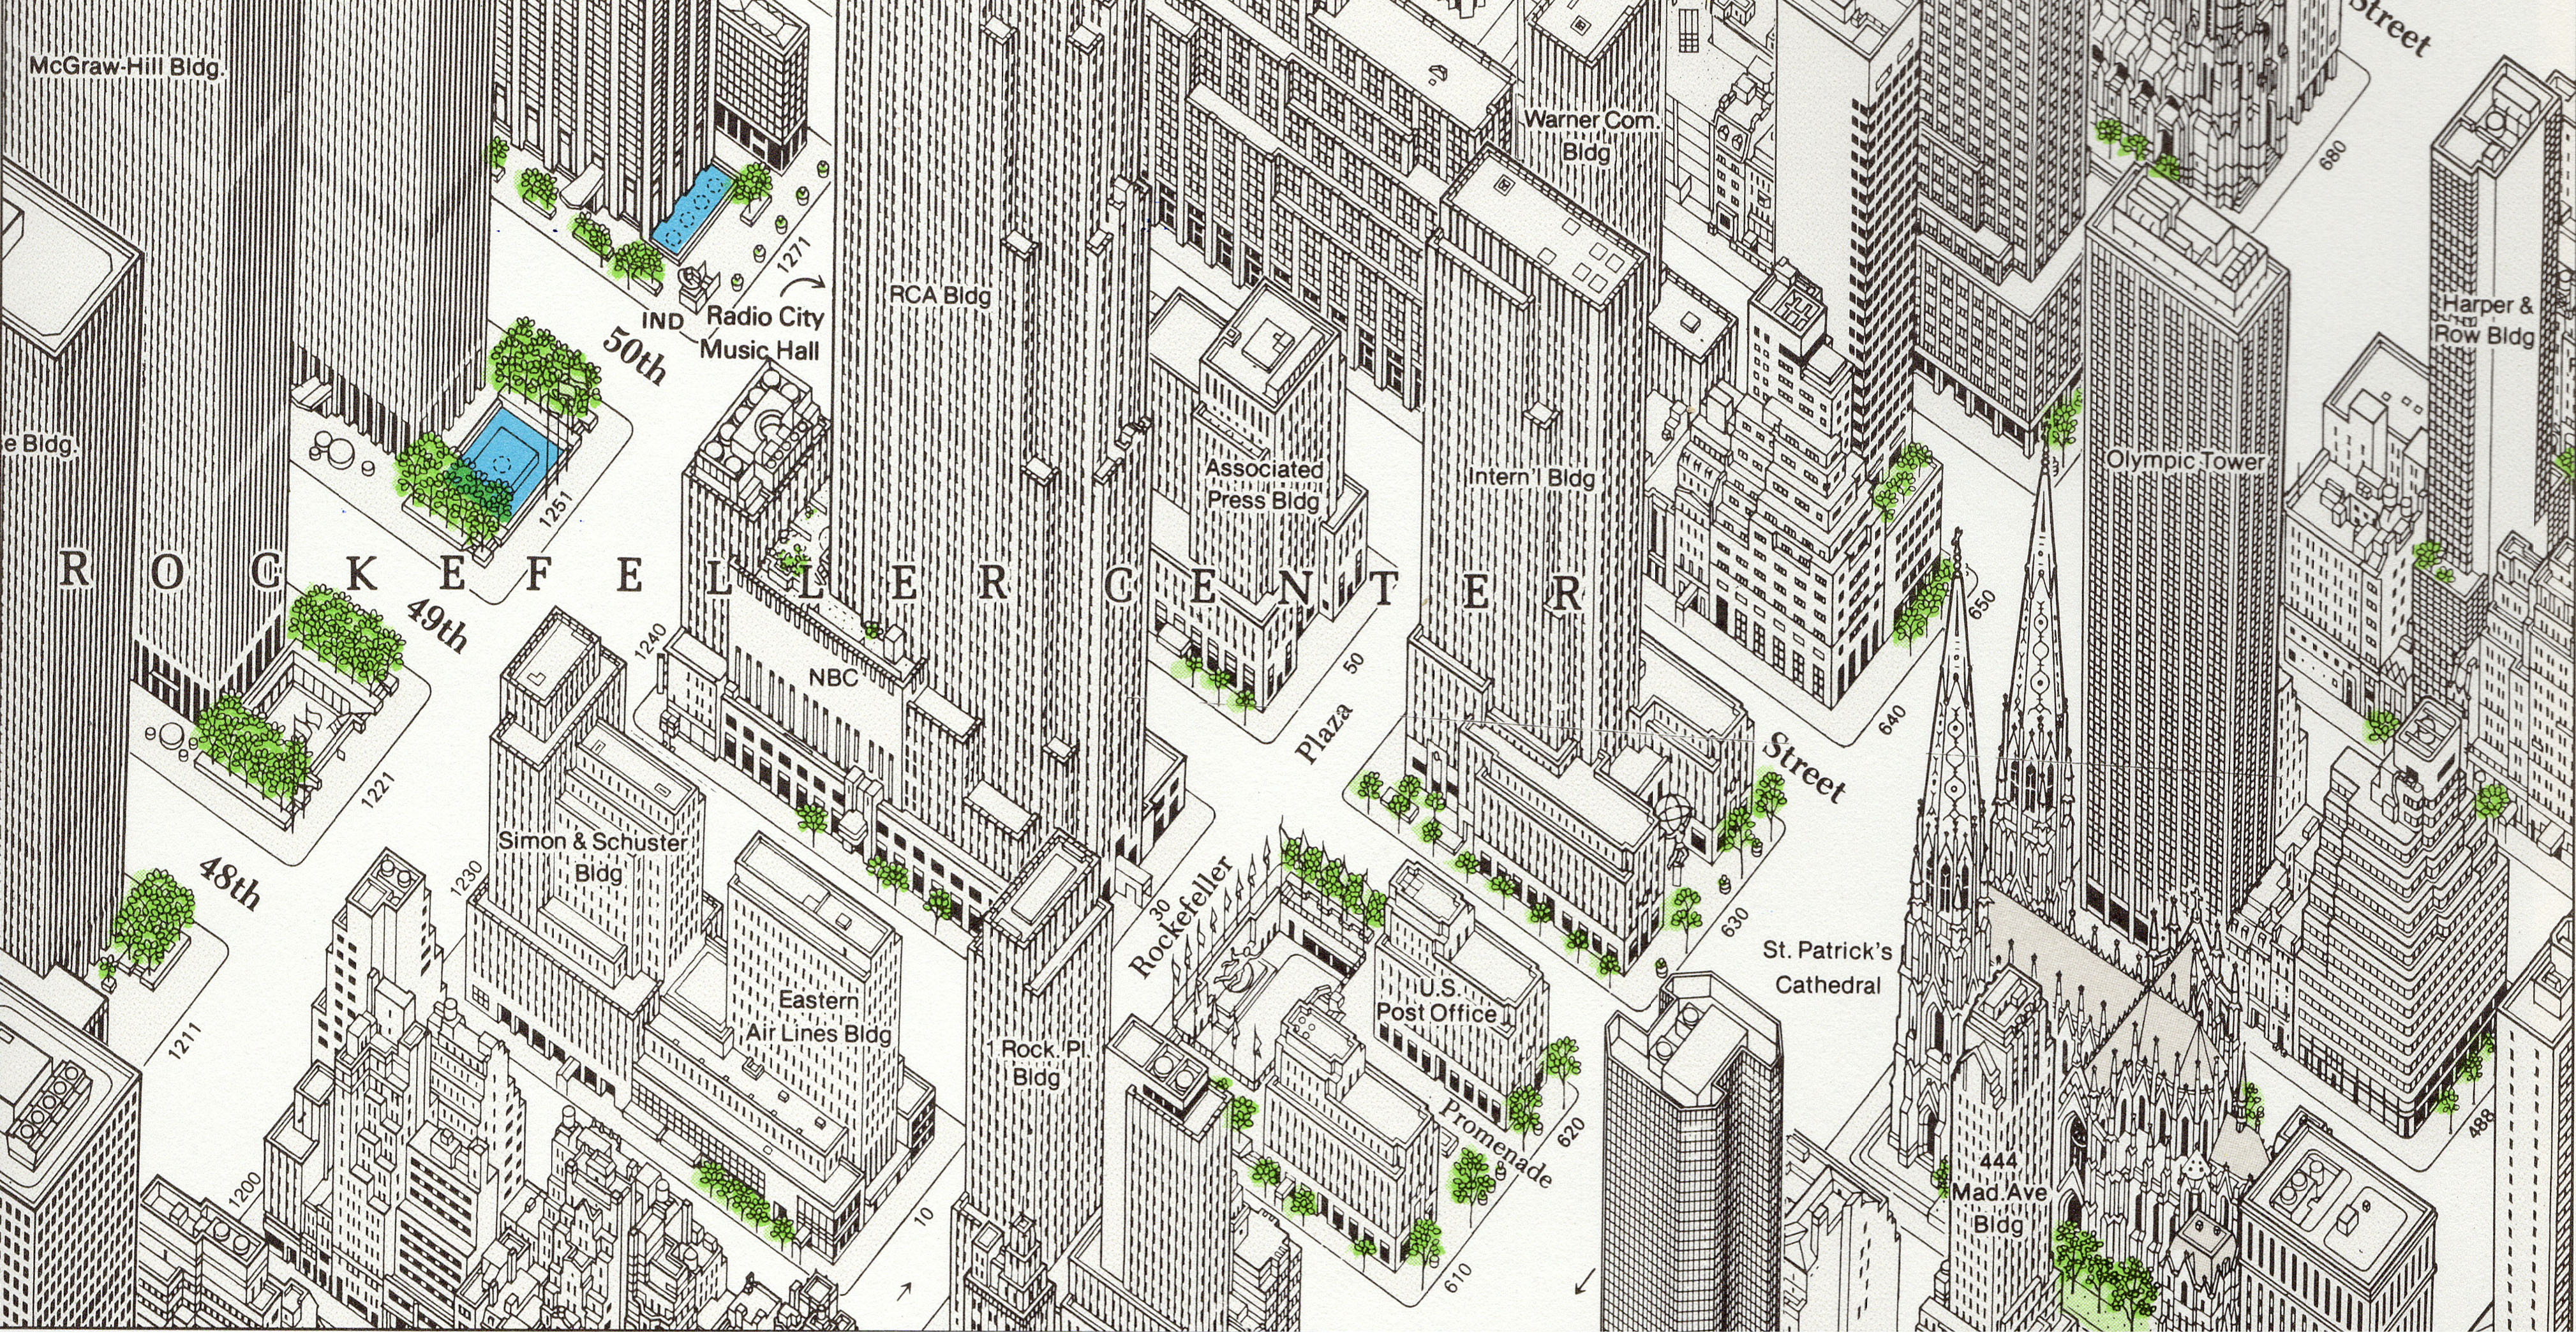 Street
McGraw-Hill Bldg.
Warner Com.
Bldg
680
1271
RCA Bldg
Harper &
Row Bldg
IND
Radio City
Music Hall
50th
e Bldg.
Associated
Press Bldg
Intern'l Bldg
Olympic Tower
1251
ROCKEFELLER CENTER
49th
650
1240
50
NBC
640
Plaza
Street
1221
Simon & Schuster
Bldg
48th
1230
30
Rockefeller
630
St. Patrick's
Cathedral
Eastern
Air Lines Bldg
U.S.
Post Office
1211
Rock. Pl.
Bldg
Promenade
620
488
444
Mad. Ave
Bldg
1200
10
610